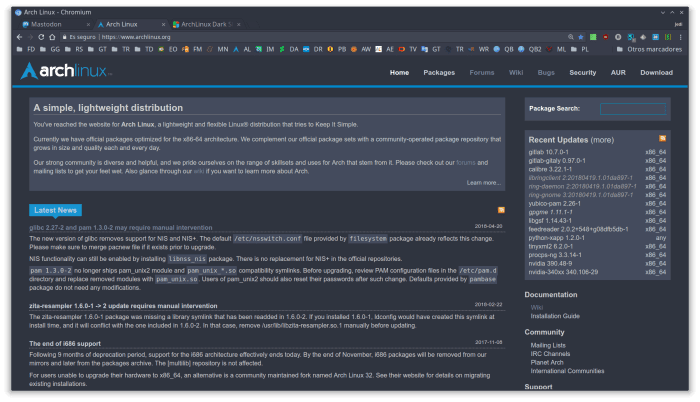 Arch Linux - Chromium
Mastodon
Arch Linux
ArchLinux Dark
jedi
Es seguro | https://www.archlinux.org
FD GG RS GT TR TD EO FM MN AL IM DA DR PB AW AE TV GT TR WR QB QB2 ML PL Otros marcadores
archlinux
Home Packages Forums Wiki Bugs Security AUR Download
A simple, lightweight distribution
You've reached the website for Arch Linux, a lightweight and flexible Linux® distribution that tries to Keep It Simple.
Currently we have official packages optimized for the x86-64 architecture. We complement our official package sets with a community-operated package repository that
grows in size and quality each and every day.
Our strong community is diverse and helpful, and we pride ourselves on the range of skillsets and uses for Arch that stem from it. Please check out our forums and
mailing lists to get your feet wet. Also glance through our wiki if you want to learn more about Arch.
Learn more...
Latest News
glibc 2.27-2 and pam 1.3.0-2 may require manual intervention 2018-04-20
The new version of glibc removes support for NIS and NIS+. The default /etc/nsswitch.conf file provided by filesystem package already reflects this change.
Please make sure to merge pacnew file if it exists prior to upgrade.
NIS functionality can still be enabled by installing libnss_nis package. There is no replacement for NIS+ in the official repositories.
pam 1.3.0-2 no longer ships pam_unix2 module and pam_unix_*.so compatibility symlinks. Before upgrading, review PAM configuration files in the /etc/pam.d
directory and replace removed modules with pam_unix.so. Users of pam_unix2 should also reset their passwords after such change. Defaults provided by pambase
package do not need any modifications.
zita-resampler 1.6.0-1 -> 2 update requires manual intervention 2018-02-22
The zita-resampler 1.6.0-1 package was missing a library symlink that has been readded in 1.6.0-2. If you installed 1.6.0-1, ldconfig would have created this symlink at
install time, and it will conflict with the one included in 1.6.0-2. In that case, remove /usr/lib/libzita-resampler.so.1 manually before updating.
The end of i686 support 2017-11-08
Following 9 months of deprecation period, support for the i686 architecture effectively ends today. By the end of November, i686 packages will be removed from our
mirrors and later from the packages archive. The [multilib] repository is not affected.
For users unable to upgrade their hardware to x86_64, an alternative is a community maintained fork named Arch Linux 32. See their website for details on migrating
existing installations.
Package Search:
Recent Updates (more)
gitlab 10.7.0-1 x86_64
gitlab-gitaly 0.97.0-1 x86_64
calibre 3.22.1-1 x86_64
libringclient 2:20180419.1.01da897-1 x86_64
ring-daemon 2:20180419.1.01da897-1 x86_64
ring-gnome 3:20180419.1.01da897-1 x86_64
yubico-pam 2.26-1 x86_64
gpgme 1.11.1-1 x86_64
libgsf 1.14.43-1 x86_64
feedreader 2.0.2+548+g08dfb5db-1 x86_64
python-xapp 1.2.0-1 any
tinyxml2 6.2.0-1 x86_64
procps-ng 3.3.14-1 x86_64
nvidia 390.48-9 x86_64
nvidia-340xx 340.106-29 x86_64
Documentation
Wiki
Installation Guide
Community
Mailing Lists
IRC Channels
Planet Arch
International Communities
Support